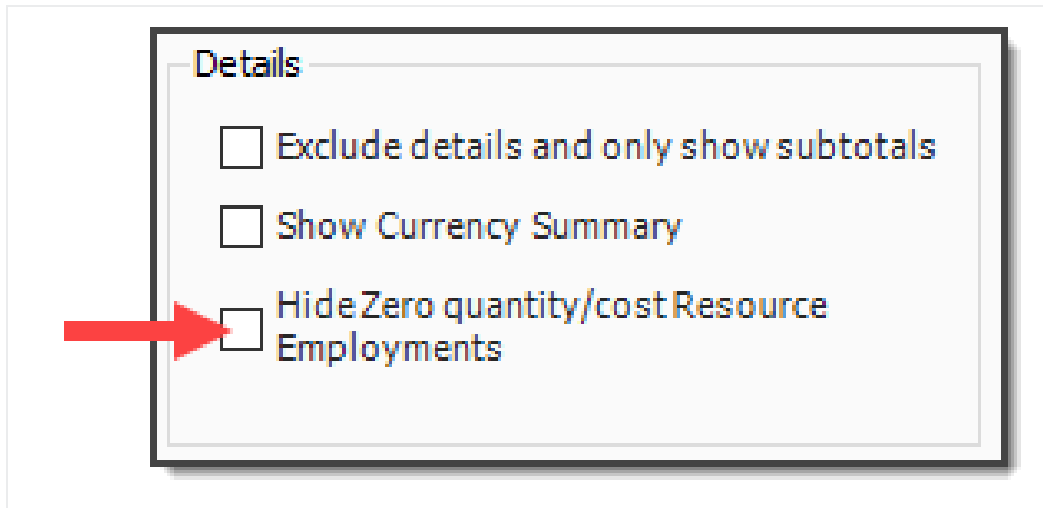 Details
Exclude details and only show subtotals
Show Currency Summary
Hide Zero quantity/cost Resource
Employments